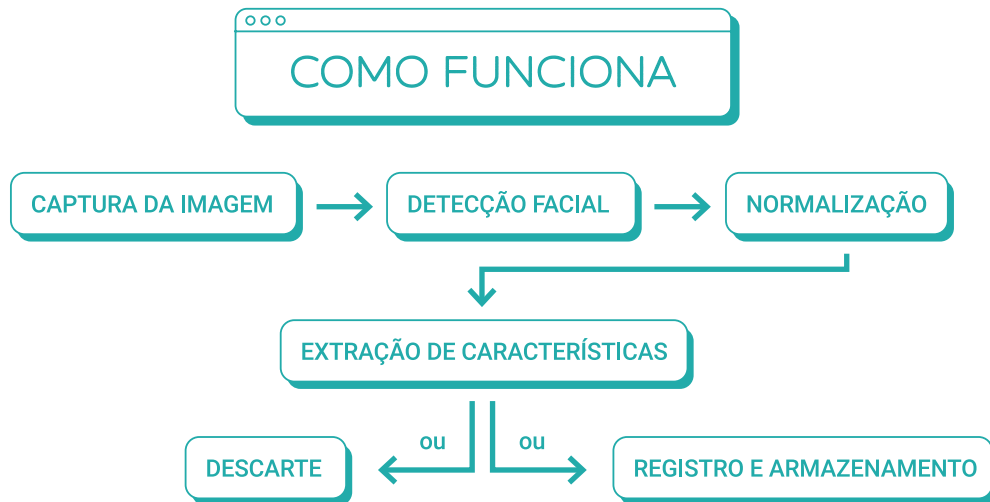 COMO FUNCIONA
CAPTURA DA IMAGEM
DETECÇÃO FACIAL
NORMALIZAÇÃO
EXTRAÇÃO DE CARACTERÍSTICAS
ou
ou
DESCARTE
REGISTRO E ARMAZENAMENTO